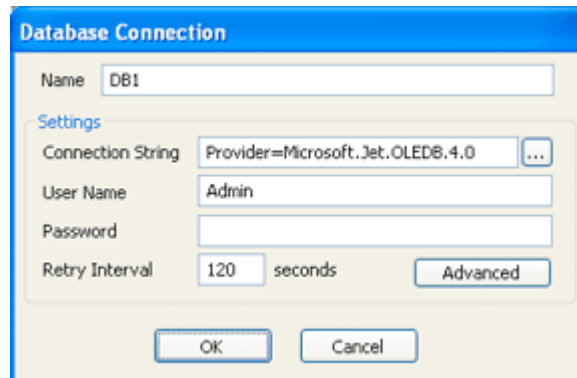 Database Connection
Name DB1
Settings
Connection String Provider=Microsoft.Jet.OLEDB.4.0 ...
User Name Admin
Password
Retry Interval 120 seconds Advanced
OK Cancel